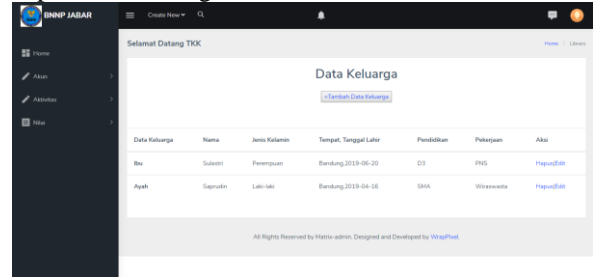 BNNP JABAR
Create New
Selamat Datang TKK
Home
Library
Home
Akun
Aktivitas
Nilai
Data Keluarga
+Tambah Data Keluarga
Data Keluarga Nama Jenis Kelamin Tempat, Tanggal Lahir Pendidikan Pekerjaan Aksi
Ibu Sulastri Perempuan Bandung,2019-06-20 D3 PNS Hapus|Edit
Ayah Saprudin Laki-laki Bandung,2019-04-16 SMA Wiraswasta Hapus|Edit
All Rights Reserved by Matrix-admin. Designed and Developed by WrapPixel.